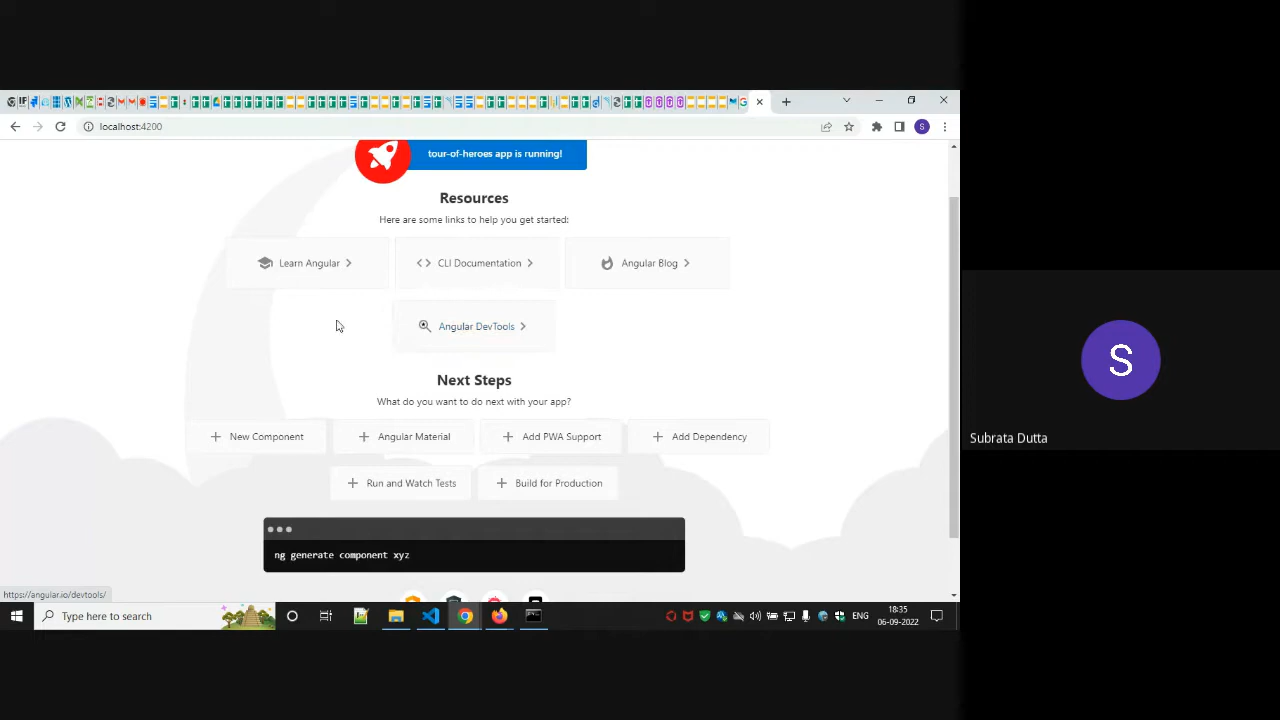 localhost:4200
S
tour-of-heroes app is running!
Resources
Here are some links to help you get started:
Learn Angular
CLI Documentation
Angular Blog
Angular DevTools
Next Steps
What do you want to do next with your app?
New Component
Angular Material
Add PWA Support
Add Dependency
Run and Watch Tests
Build for Production
ng generate component xyz
https://angular.io/devtools/
Type here to search
ENG
18:35
06-09-2022
S
Subrata Dutta